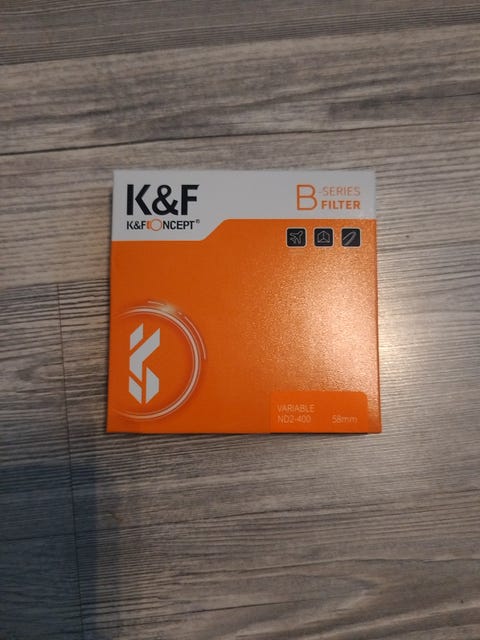 K&F
K&F CONCEPT®
B-SERIES
FILTER
VARIABLE
ND2-400 58mm